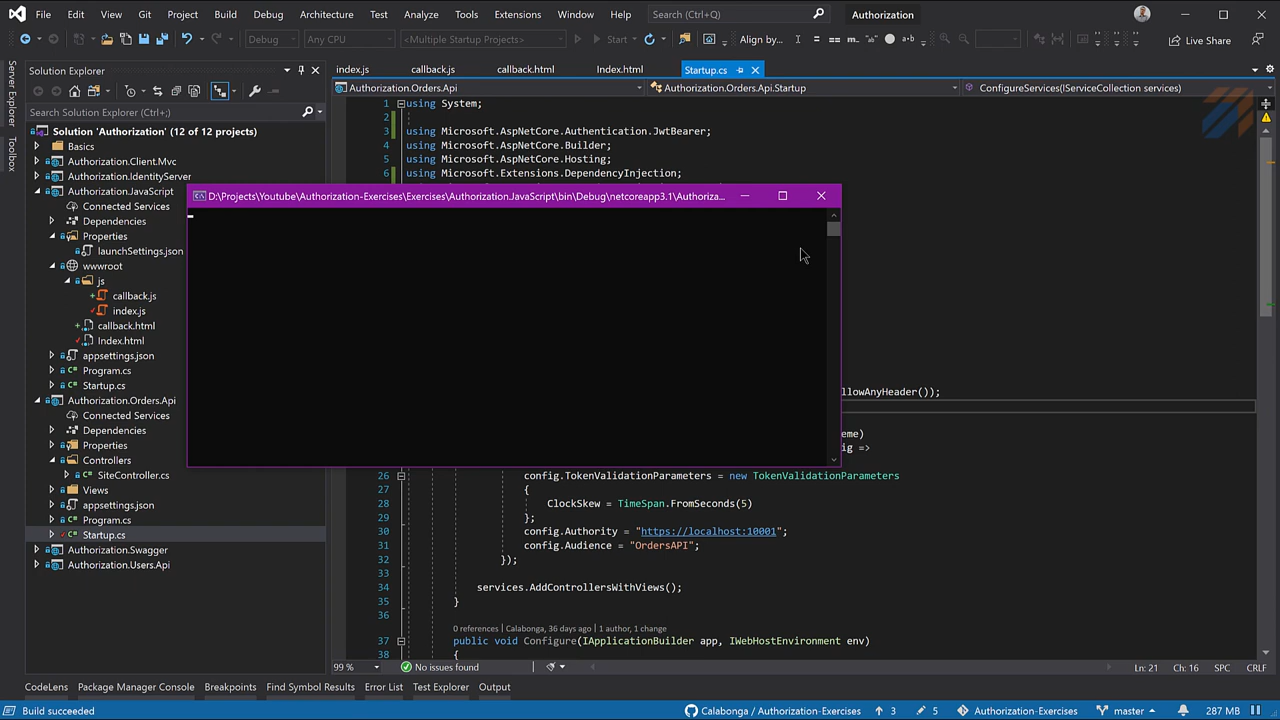 File Edit View Git Project Build Debug Architecture Test Analyze Tools Extensions Window Help Search (Ctrl+Q) Authorization
Debug Any CPU <Multiple Startup Projects> Start Align by... Live Share
Server Explorer
Toolbox
Solution Explorer
Search Solution Explorer (Ctrl+;)
Solution 'Authorization' (12 of 12 projects)
Basics
Authorization.Client.Mvc
Authorization.IdentityServer
Authorization.JavaScript
Connected Services
Dependencies
Properties
launchSettings.json
wwwroot
js
callback.js
index.js
callback.html
Index.html
appsettings.json
Program.cs
Startup.cs
Authorization.Orders.Api
Connected Services
Dependencies
Properties
Controllers
SiteController.cs
Views
appsettings.json
Program.cs
Startup.cs
Authorization.Swagger
Authorization.Users.Api
index.js callback.js callback.html Index.html Startup.cs
Authorization.Orders.Api Authorization.Orders.Api.Startup ConfigureServices(IServiceCollection services)
1 using System;
2
3 using Microsoft.AspNetCore.Authentication.JwtBearer;
4 using Microsoft.AspNetCore.Builder;
5 using Microsoft.AspNetCore.Hosting;
6 using Microsoft.Extensions.DependencyInjection;
D:\Projects\Youtube\Authorization-Exercises\Exercises\Authorization.JavaScript\bin\Debug\netcoreapp3.1\Authoriza...
llowAnyHeader());
eme)
ig =>
26 config.TokenValidationParameters = new TokenValidationParameters
27 {
28 ClockSkew = TimeSpan.FromSeconds(5)
29 };
30 config.Authority = "https://localhost:10001";
31 config.Audience = "OrdersAPI";
32 });
33
34 services.AddControllersWithViews();
35 }
36
0 references | Calabonga, 36 days ago | 1 author, 1 change
37 public void Configure(IApplicationBuilder app, IWebHostEnvironment env)
38 {
99 % No issues found Ln: 21 Ch: 16 SPC CRLF
CodeLens Package Manager Console Breakpoints Find Symbol Results Error List Test Explorer Output
Build succeeded Calabonga / Authorization-Exercises 3 5 Authorization-Exercises master 287 MB